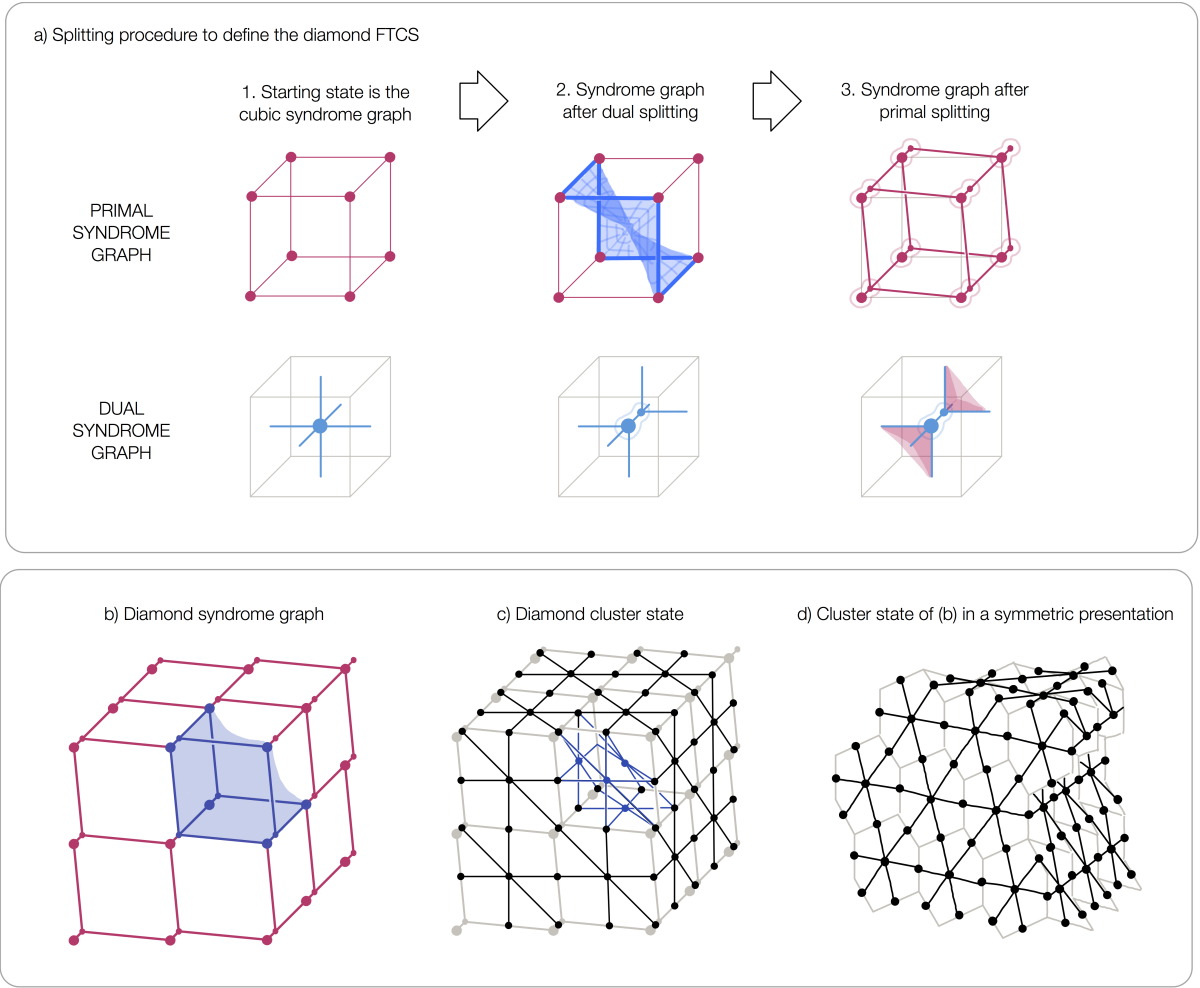 a) Splitting procedure to define the diamond FTCS
1. Starting state is the
cubic syndrome graph
2. Syndrome graph
after dual splitting
3. Syndrome graph after
primal splitting
PRIMAL
SYNDROME
GRAPH
DUAL
SYNDROME
GRAPH
b) Diamond syndrome graph
c) Diamond cluster state
d) Cluster state of (b) in a symmetric presentation